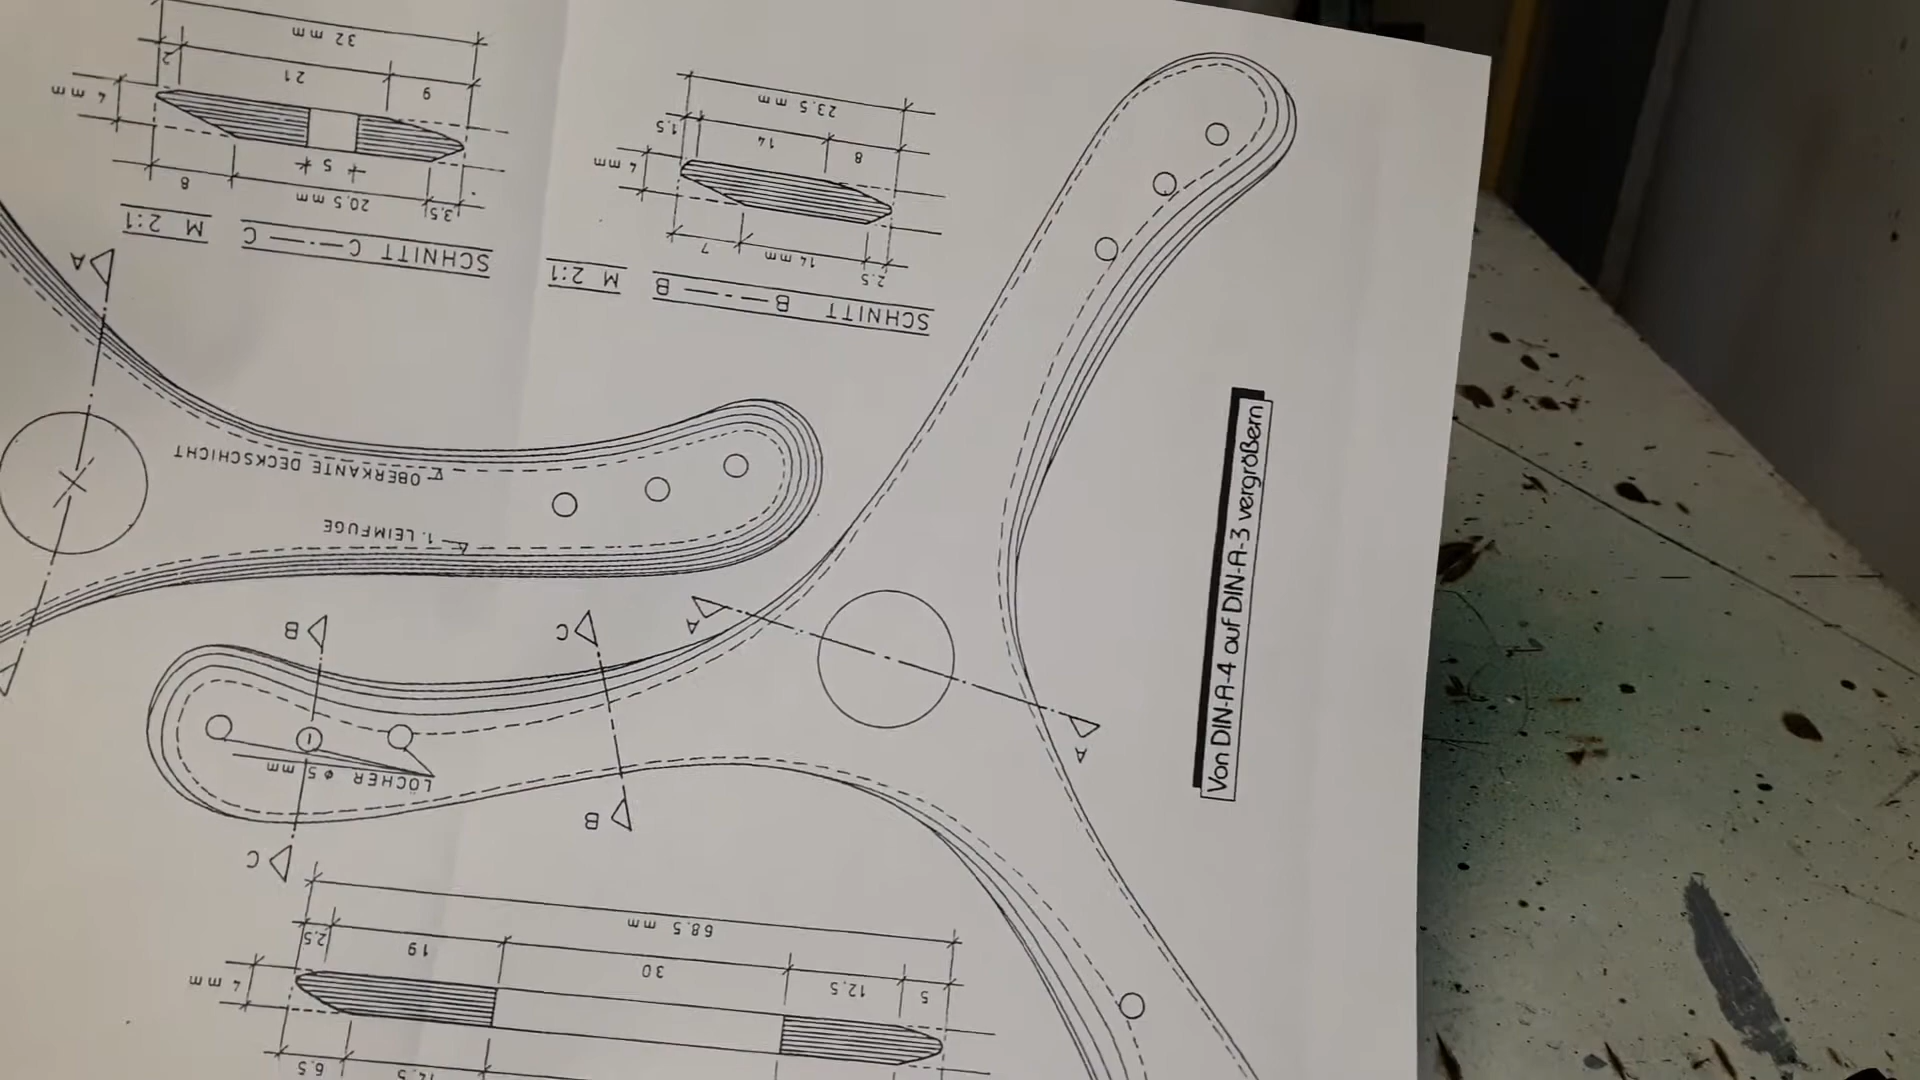 32 mm
2
21
9
4 mm
5
8
20.5 mm
3.5
SCHNITT C — · — C M 2:1
23.5 mm
1.5
14
8
4 mm
7
14 mm
2.5
SCHNITT B — · — B M 2:1
A
OBERKANTE DECKSCHICHT
1. LEIMFUGE
B
C
A
A
1
LÖCHER ø 5 mm
B
C
Von DIN-A-4 auf DIN-A-3 vergrößern
68.5 mm
2.5
19
30
12.5
5
4 mm
6.5
14.5